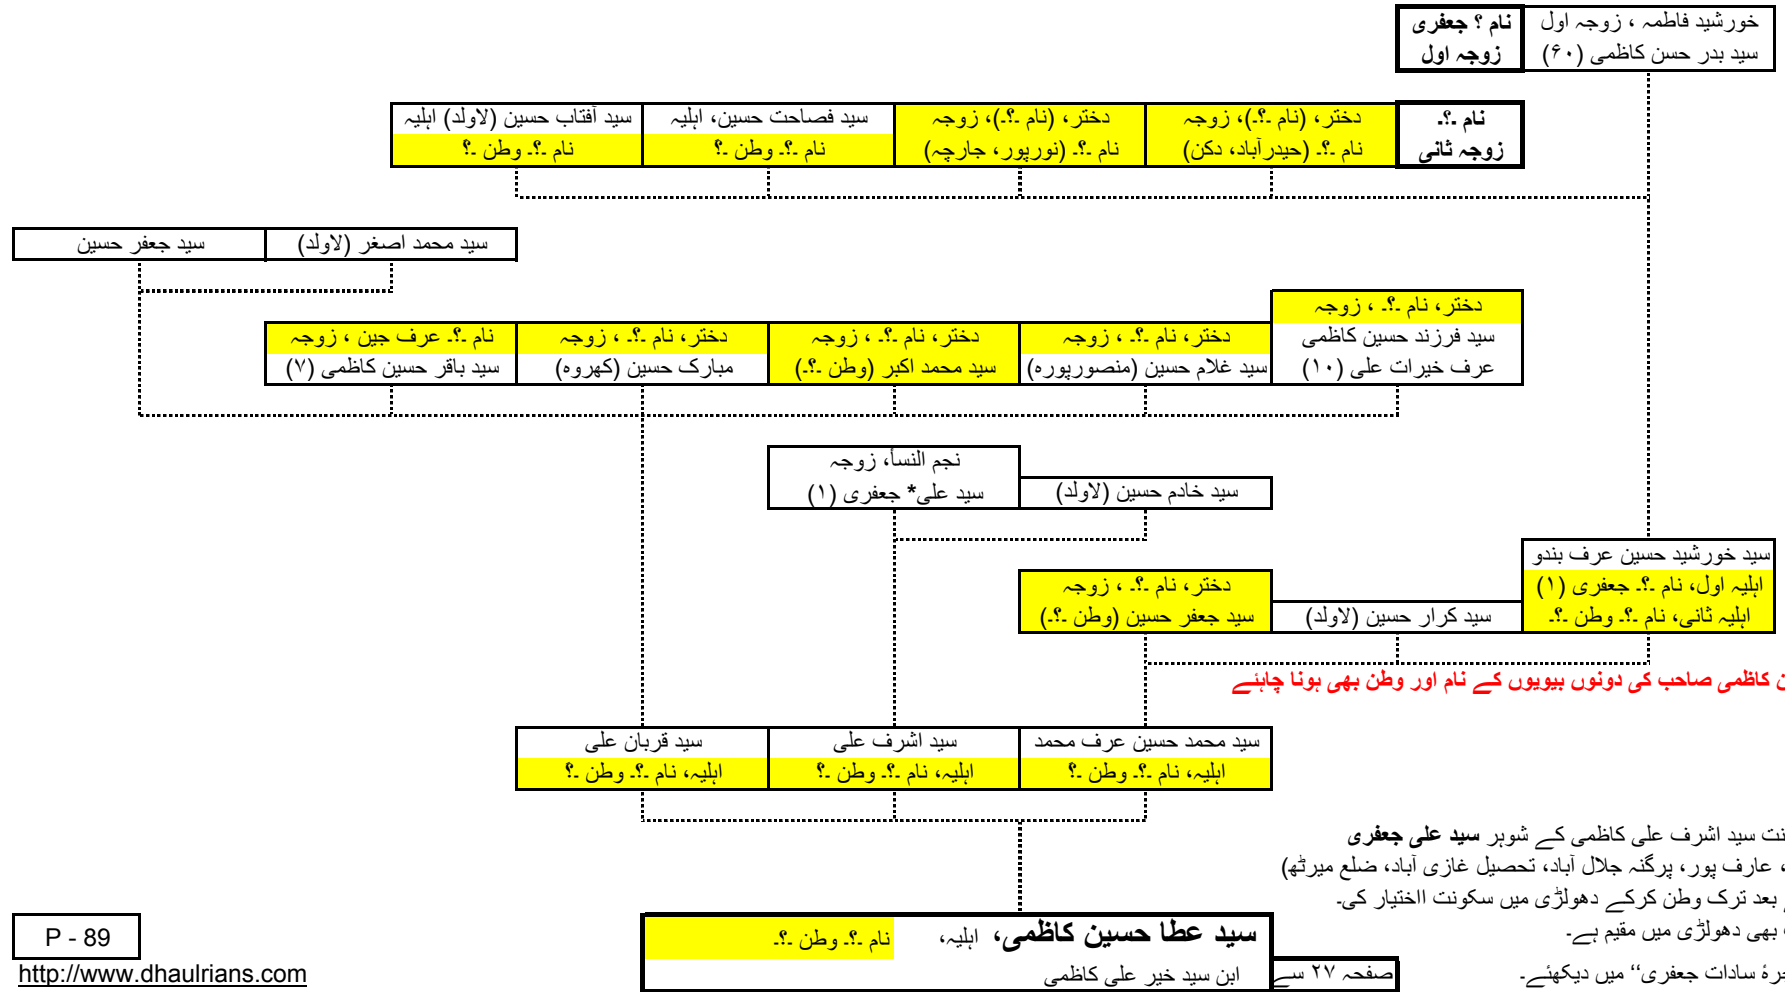 خورشید فاطمہ ، زوجہ اول
سید بدر حسن کاظمی (۶۰)
نام ؟ جعفری
زوجہ اول
نام ۔؟۔
زوجہ ثانی
دختر، (نام ۔؟۔)، زوجہ
نام ۔؟۔ (حیدرآباد، دکن)
دختر، (نام ۔؟۔)، زوجہ
نام ۔؟۔ (نورپور، جارچہ)
سید فصاحت حسین، اہلیہ
نام ۔؟۔ وطن ۔؟
سید آفتاب حسین (لاولد) اہلیہ
نام ۔؟۔ وطن ۔؟
سید محمد اصغر (لاولد)
سید جعفر حسین
دختر، نام ۔؟۔ ، زوجہ
سید فرزند حسین کاظمی
عرف خیرات علی (۱۰)
دختر، نام ۔؟۔ ، زوجہ
سید غلام حسین (منصورپورہ)
دختر، نام ۔؟۔ ، زوجہ
سید محمد اکبر (وطن ۔؟۔)
دختر، نام ۔؟۔ ، زوجہ
مبارک حسین (کھروہ)
نام ۔؟۔ عرف جین ، زوجہ
سید باقر حسین کاظمی (۷)
نجم النسأ، زوجہ
سید علی* جعفری (۱)
سید خادم حسین (لاولد)
سید خورشید حسین عرف بندو
اہلیہ اول، نام ۔؟۔ جعفری (۱)
اہلیہ ثانی، نام ۔؟۔ وطن ۔؟۔
سید کرار حسین (لاولد)
دختر، نام ۔؟۔ ، زوجہ
سید جعفر حسین (وطن ۔؟۔)
ن کاظمی صاحب کی دونوں بیویوں کے نام اور وطن بھی ہونا چاہئے
سید محمد حسین عرف محمد
اہلیہ، نام ۔؟۔ وطن ۔؟
سید اشرف علی
اہلیہ، نام ۔؟۔ وطن ۔؟
سید قربان علی
اہلیہ، نام ۔؟۔ وطن ۔؟
نت سید اشرف علی کاظمی کے شوہر سید علی جعفری
، عارف پور، پرگنہ جلال آباد، تحصیل غازی آباد، ضلع میرٹھ)
بعد ترک وطن کرکے دھولڑی میں سکونت ااختیار کی۔
بھی دھولڑی میں مقیم ہے۔
جرۂ سادات جعفری‘‘ میں دیکھئے۔
سید عطا حسین کاظمی، اہلیہ، نام ۔؟۔ وطن ۔؟۔
ابن سید خیر علی کاظمی
صفحہ ۲۷ سے
P - 89
http://www.dhaulrians.com